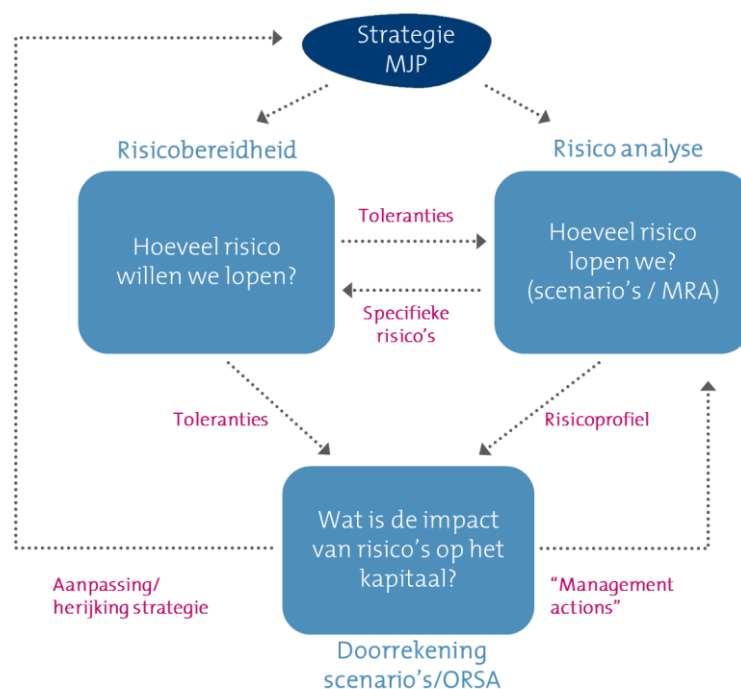 Strategie
MJP
Risicobereidheid
Risico analyse
Hoeveel risico
willen we lopen?
Toleranties
Hoeveel risico
lopen we?
(scenario's / MRA)
Specifieke
risico's
Toleranties
Risicoprofiel
Wat is de impact
van risico's op het
kapitaal?
Aanpassing/
herijking strategie
“Management
actions”
Doorrekening
scenario's/ORSA